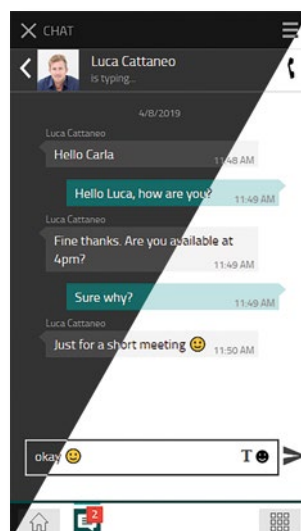 CHAT
Luca Cattaneo
is typing...
4/8/2019
Luca Cattaneo
Hello Carla
11:48 AM
Hello Luca, how are you?
11:49 AM
Luca Cattaneo
Fine thanks. Are you available at
4pm?
11:49 AM
Sure why?
11:49 AM
Luca Cattaneo
Just for a short meeting 🙂
11:50 AM
okay 🙂
T
2